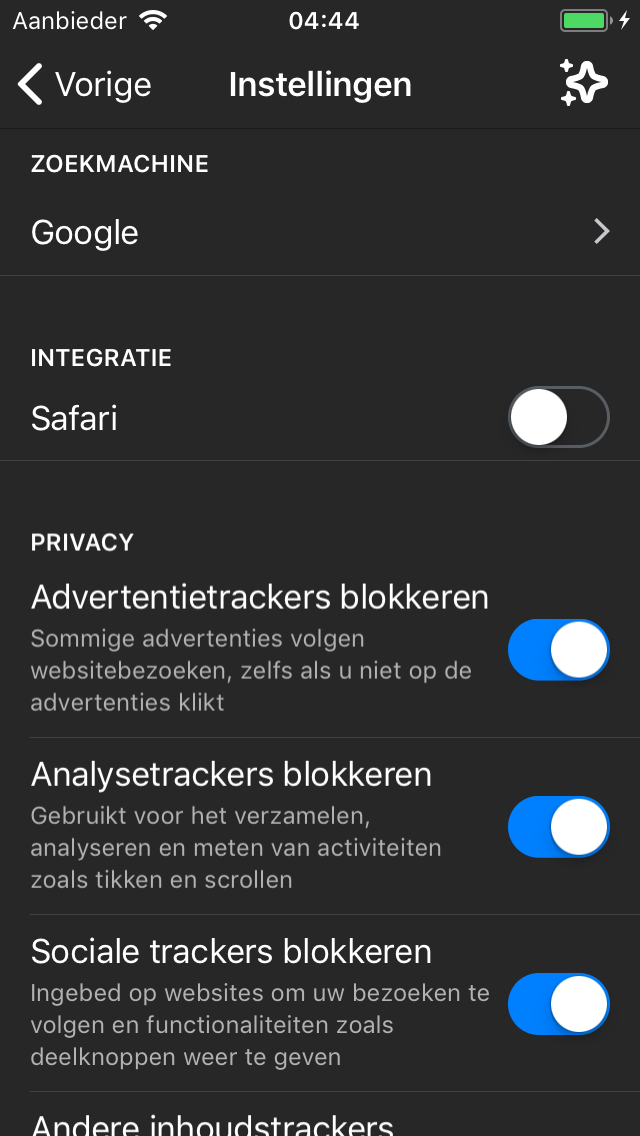 Aanbieder 04:44
Vorige Instellingen
ZOEKMACHINE
Google
INTEGRATIE
Safari
PRIVACY
Advertentietrackers blokkeren
Sommige advertenties volgen
websitebezoeken, zelfs als u niet op de
advertenties klikt
Analysetrackers blokkeren
Gebruikt voor het verzamelen,
analyseren en meten van activiteiten
zoals tikken en scrollen
Sociale trackers blokkeren
Ingebed op websites om uw bezoeken te
volgen en functionaliteiten zoals
deelknoppen weer te geven
Andere inhoudstrackers